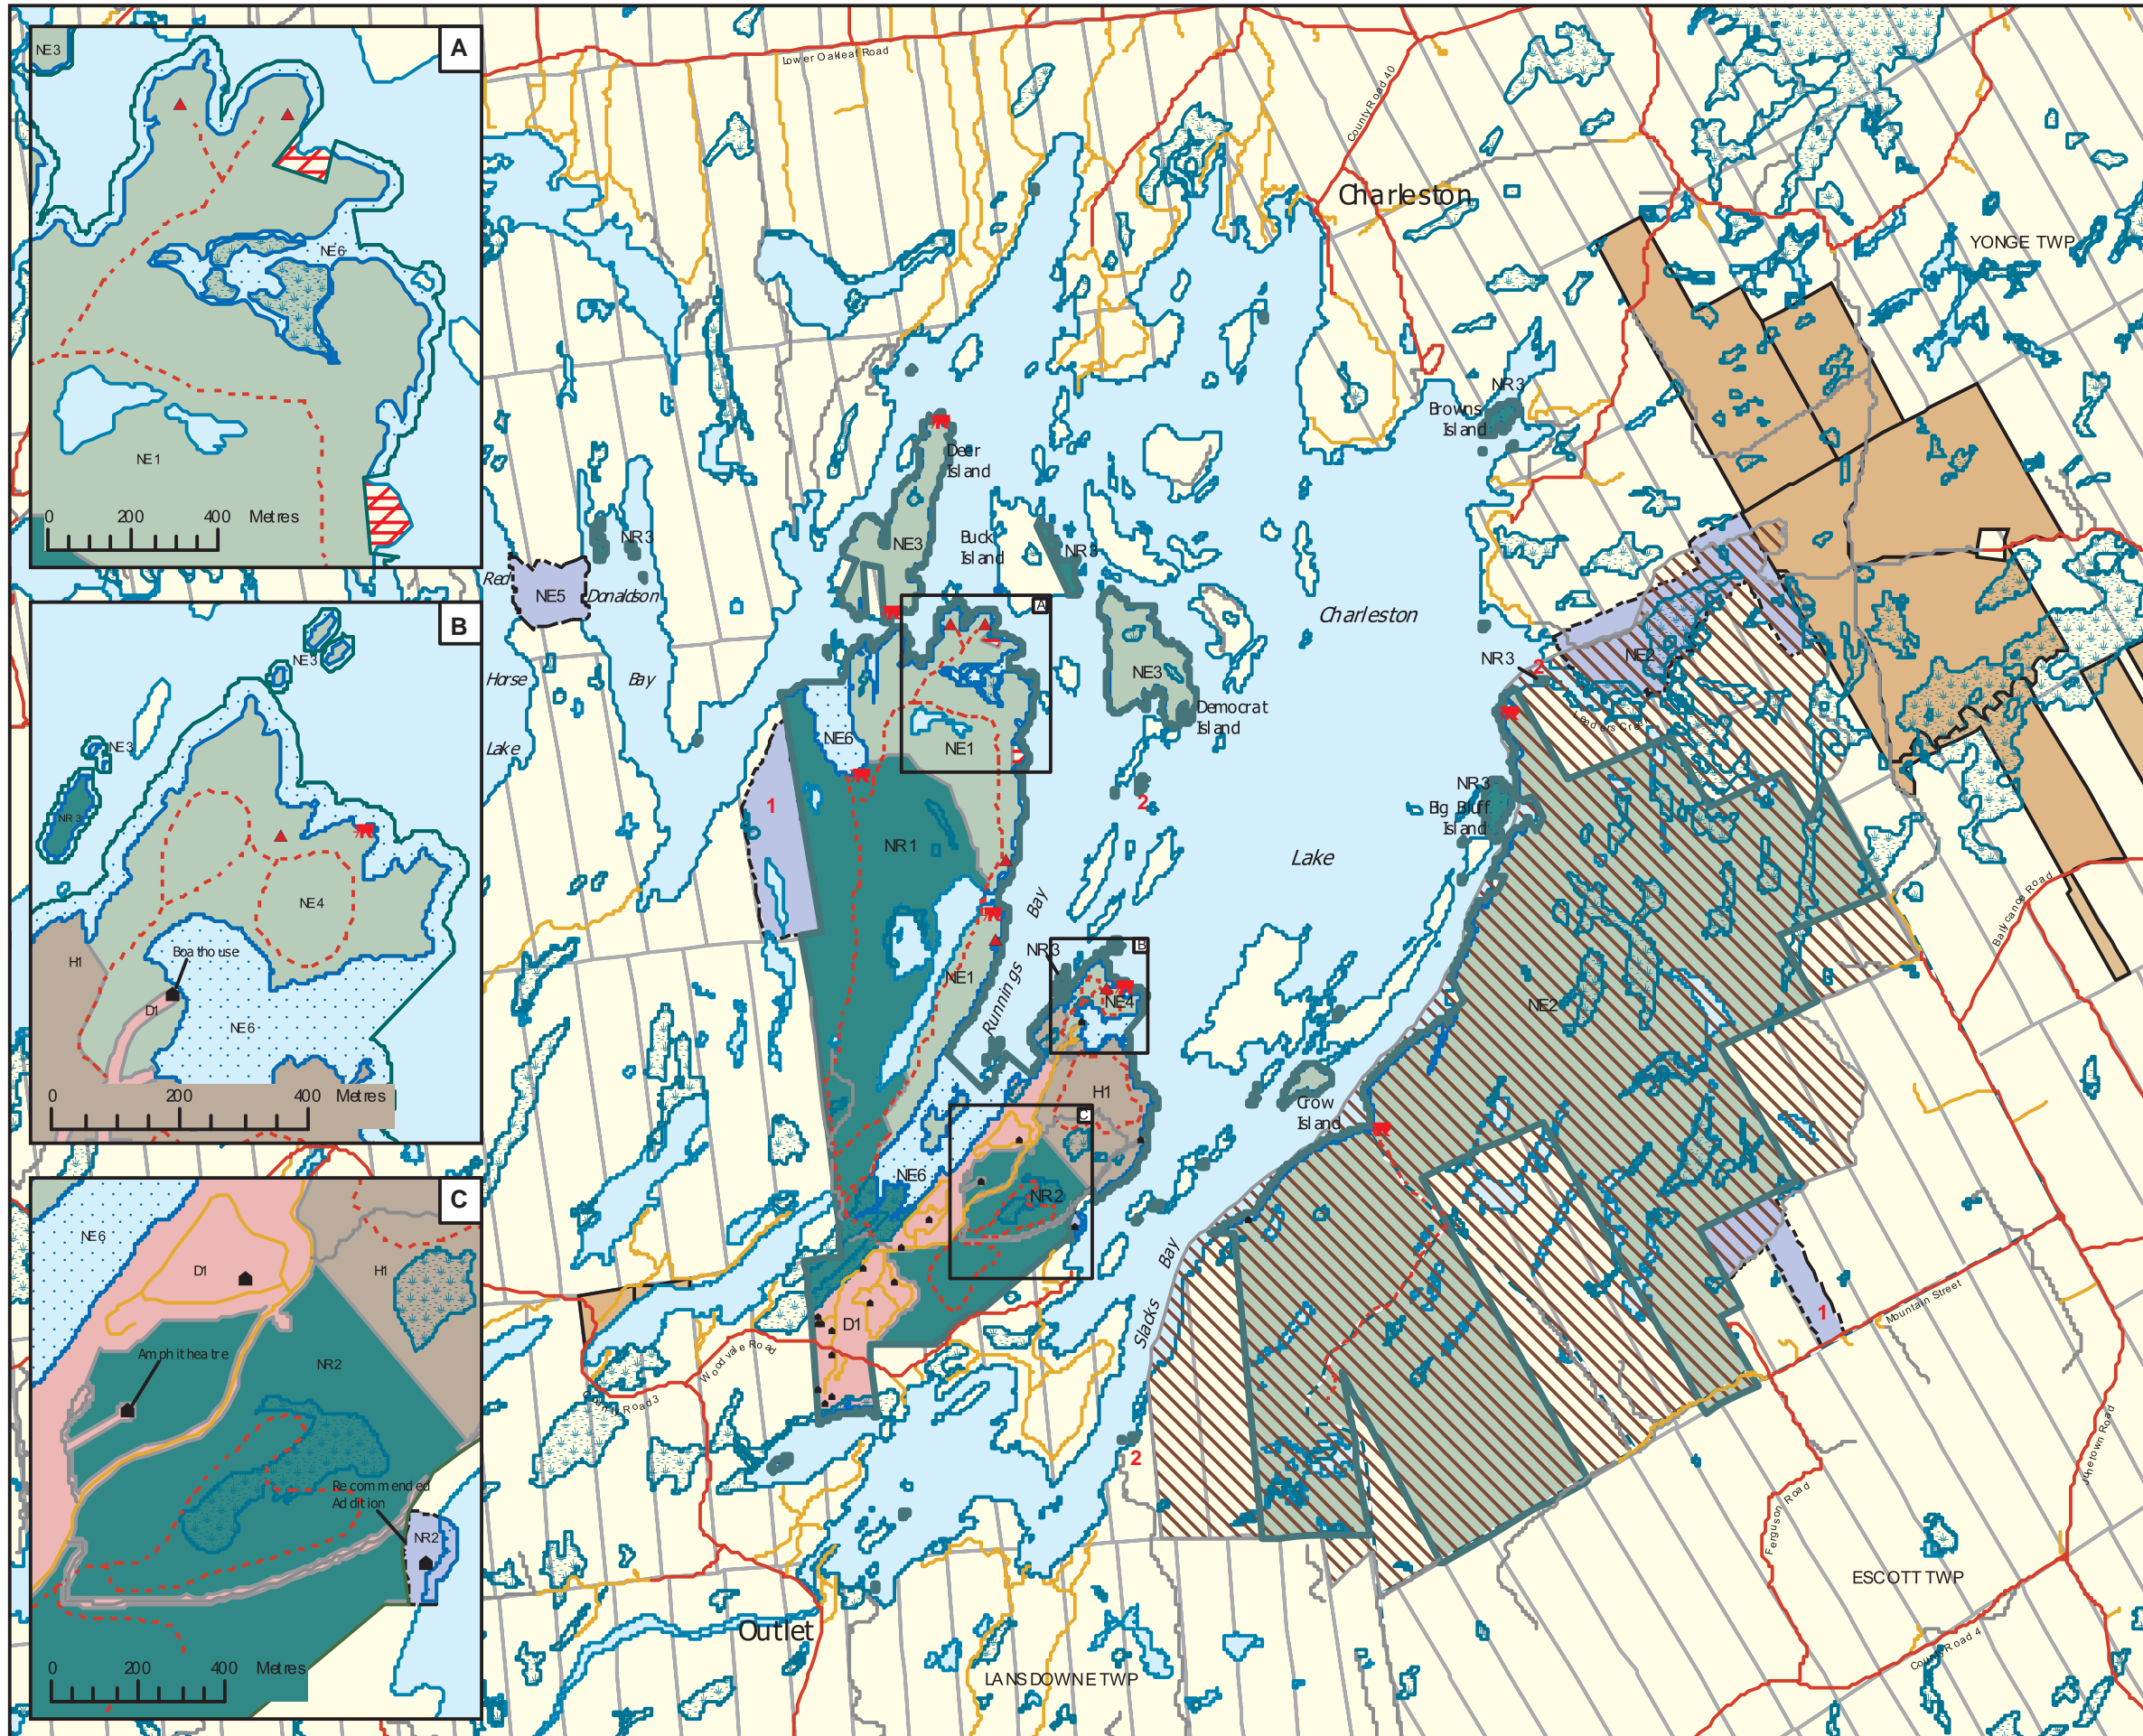 A
NE3
NE6
NE1
0 200 400 Metres
B
NE3
NE3
NR3
NE4
Boathouse
H1
D1
NE6
0 200 400 Metres
C
NE6
D1
H1
Amphitheatre
NR2
Recommended
Addition
NR2
0 200 400 Metres
Lower Oakleaf Road
County Road 40
Charleston
YONGE TWP
NR3
Browns
Island
Deer
Island
NR3
NE3
Buck
Island
NR3
Red
NE5
Donaldson
A
Charleston
NE2
NR3
2
Leeders Creek
Horse
Bay
NE3
Democrat
Island
Lake
NE6
NE1
1
2
NR3
Big Bluff
Island
NR1
Lake
Bay
Ballycanoe Road
NR3
B
NE1
Runnings
NE4
NE2
H1
C
Crow
Island
NE6
NR2
Bay
Slacks
D1
1
Mountain Street
Woodvale Road
2
Junetown Road
Ferguson Road
ESCOTT TWP
Outlet
County Road 4
LANSDOWNE TWP